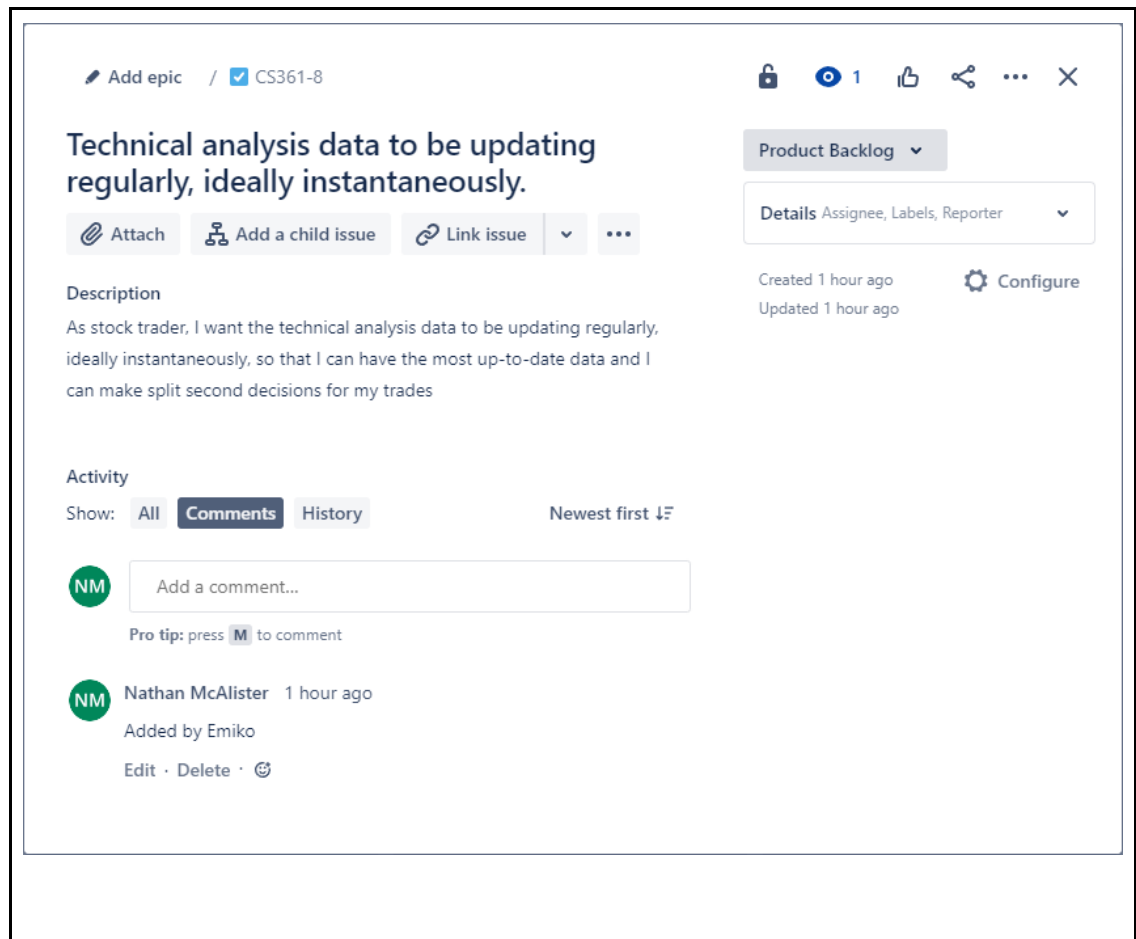 Add epic / CS361-8
1
Technical analysis data to be updating
regularly, ideally instantaneously.
Attach Add a child issue Link issue
Product Backlog
Details Assignee, Labels, Reporter
Created 1 hour ago Configure
Updated 1 hour ago
Description
As stock trader, I want the technical analysis data to be updating regularly,
ideally instantaneously, so that I can have the most up-to-date data and I
can make split second decisions for my trades
Activity
Show: All Comments History Newest first
NM Add a comment...
Pro tip: press M to comment
NM Nathan McAlister 1 hour ago
Added by Emiko
Edit · Delete ·